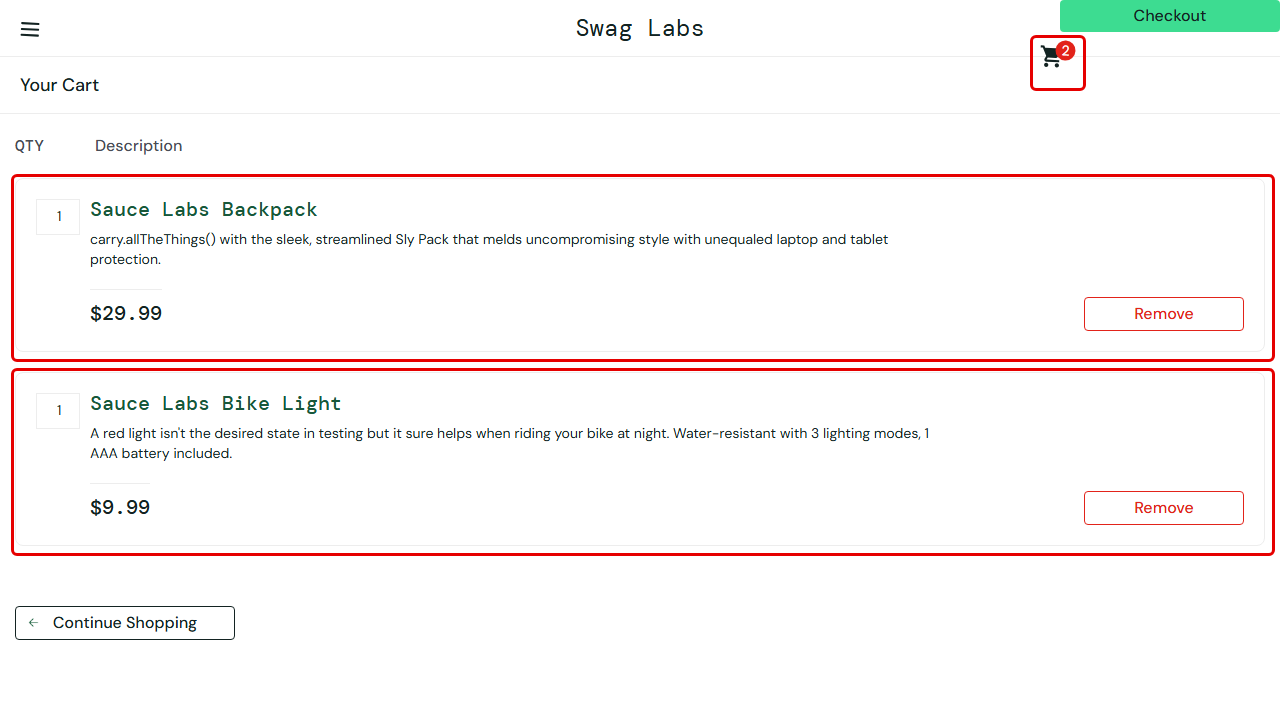 Swag Labs
Checkout
2
Your Cart
QTY
Description
1
Sauce Labs Backpack
carry.allTheThings() with the sleek, streamlined Sly Pack that melds uncompromising style with unequaled laptop and tablet
protection.
$29.99
Remove
1
Sauce Labs Bike Light
A red light isn't the desired state in testing but it sure helps when riding your bike at night. Water-resistant with 3 lighting modes, 1
AAA battery included.
$9.99
Remove
Continue Shopping